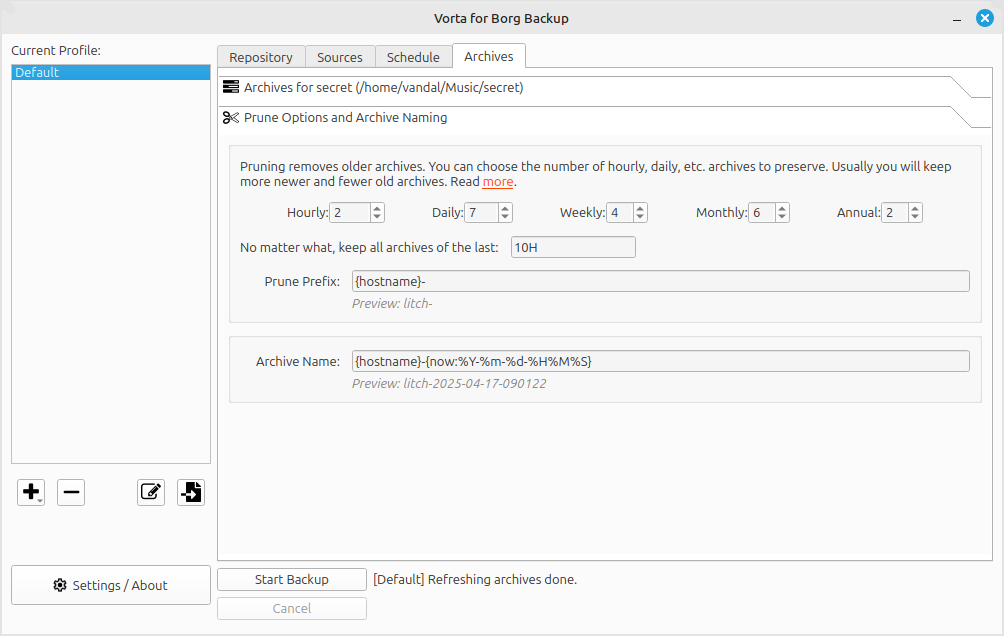 Vorta for Borg Backup
Current Profile:
Default
Repository
Sources
Schedule
Archives
Archives for secret (/home/vandal/Music/secret)
Prune Options and Archive Naming
Pruning removes older archives. You can choose the number of hourly, daily, etc. archives to preserve. Usually you will keep
more newer and fewer old archives. Read more.
Hourly: 2
Daily: 7
Weekly: 4
Monthly: 6
Annual: 2
No matter what, keep all archives of the last: 10H
Prune Prefix: {hostname}-
Preview: litch-
Archive Name: {hostname}-{now:%Y-%m-%d-%H%M%S}
Preview: litch-2025-04-17-090122
Settings / About
Start Backup
[Default] Refreshing archives done.
Cancel